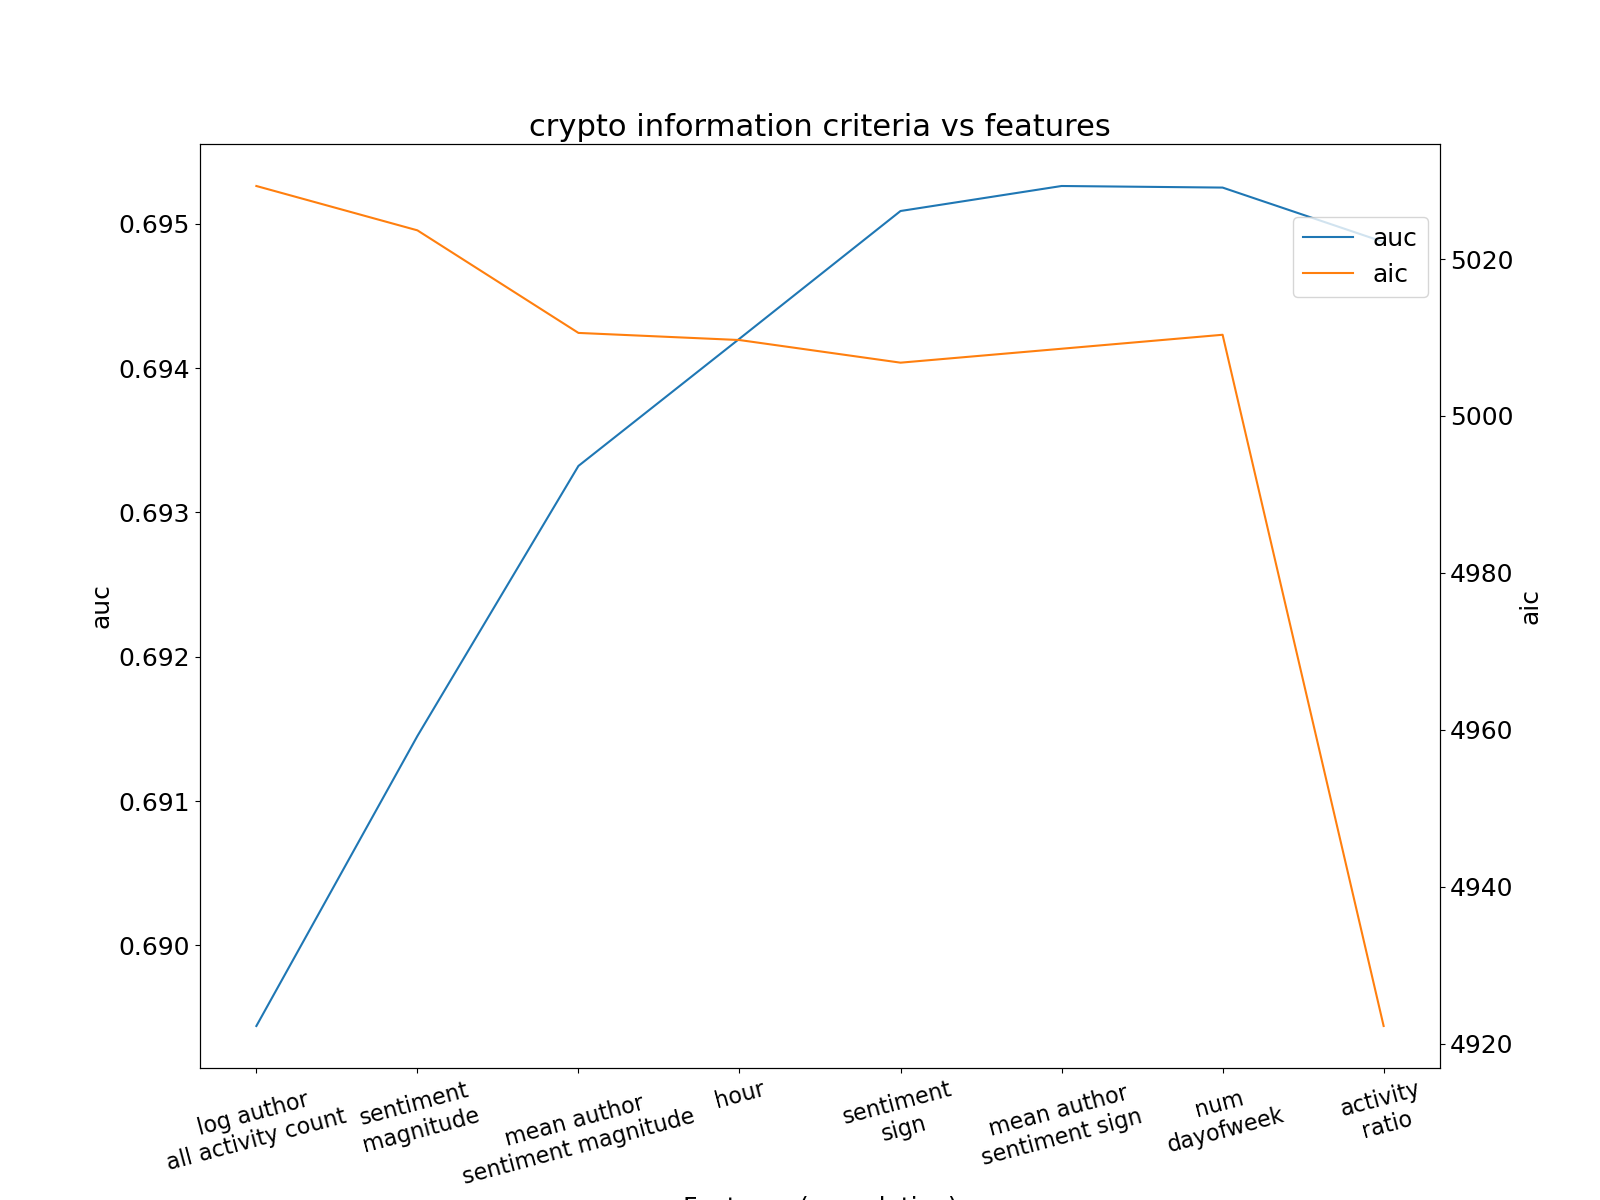 crypto information criteria vs features
auc
aic
0.695
0.694
0.693
0.692
0.691
0.690
auc
5020
5000
4980
4960
4940
4920
aic
log author
all activity count
sentiment
magnitude
mean author
sentiment magnitude
hour
sentiment
sign
mean author
sentiment sign
num
dayofweek
activity
ratio